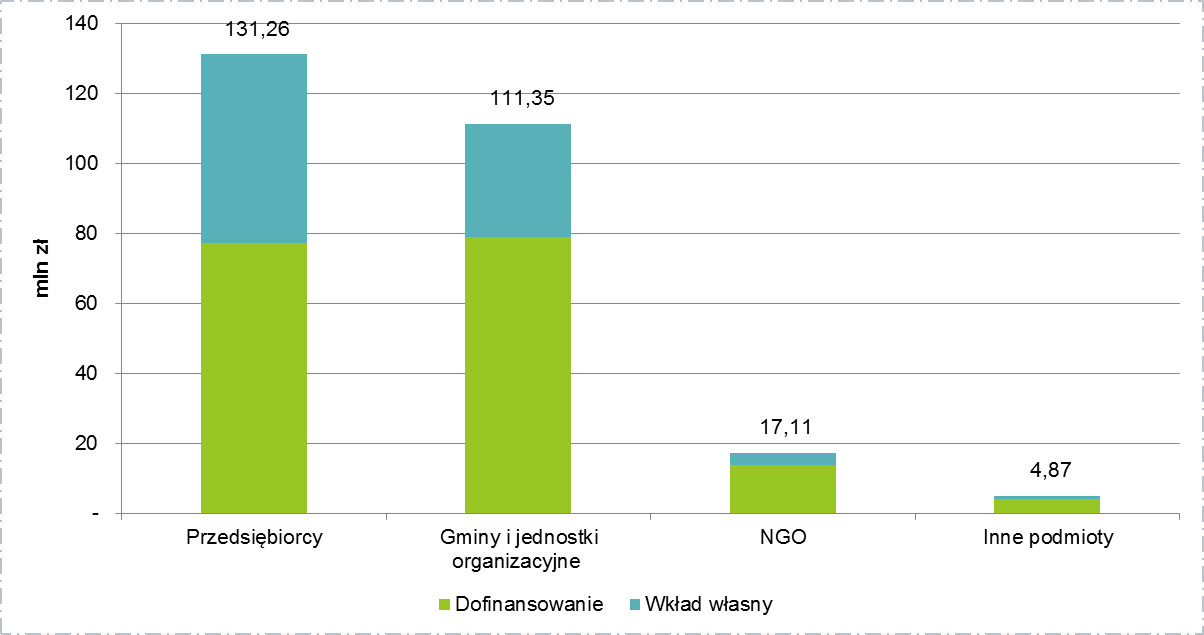 140
120
100
80
60
40
20
-
mln zł
131,26
111,35
17,11
4,87
Przedsiębiorcy
Gminy i jednostki
organizacyjne
NGO
Inne podmioty
Dofinansowanie
Wkład własny